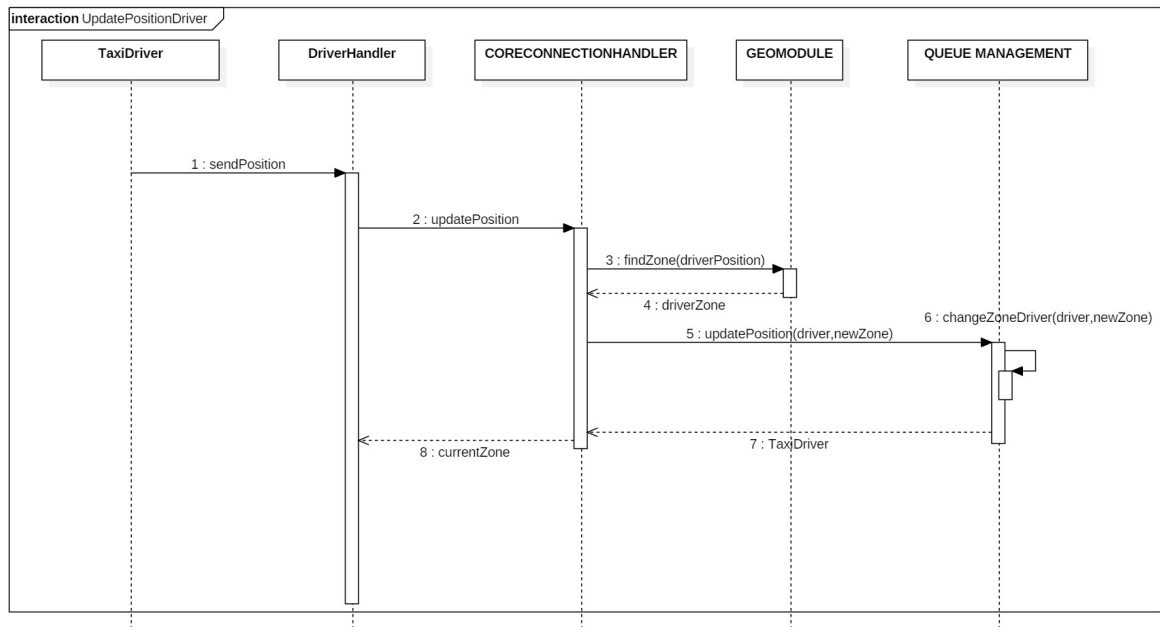 interaction UpdatePositionDriver
TaxiDriver
DriverHandler
CORECONNECTIONHANDLER
GEOMODULE
QUEUE MANAGEMENT
1 : sendPosition
2 : updatePosition
3 : findZone(driverPosition)
4 : driverZone
6 : changeZoneDriver(driver,newZone)
5 : updatePosition(driver,newZone)
7 : TaxiDriver
8 : currentZone